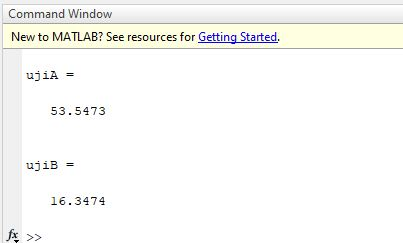 Command Window
New to MATLAB? See resources for Getting Started.
ujiA =
53.5473
ujiB =
16.3474
fx >>